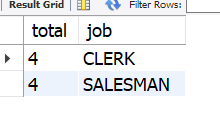 Result Grid Filter Rows:
total job
4 CLERK
4 SALESMAN